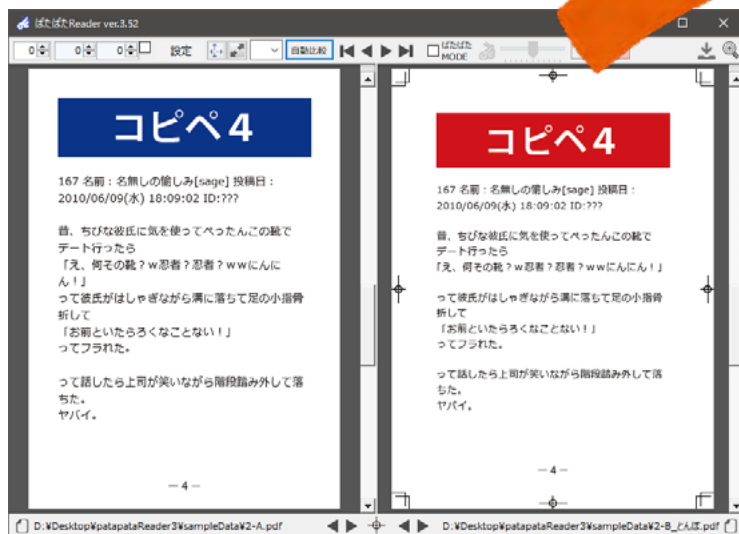 ぱたぱたReader ver.3.52
0 0 0 設定 自動比較 ぱたぱた MODE
コピペ４
167 名前：名無しの愉しみ[sage] 投稿日：
2010/06/09(水) 18:09:02 ID:???
昔、ちびな彼氏に気を使ってぺったんこの靴で
デート行ったら
「え、何その靴？w忍者？忍者？wwにんに
ん！」
って彼氏がはしゃぎながら溝に落ちて足の小指骨
折して
「お前といたらろくなことない！」
ってフラれた。
って話したら上司が笑いながら階段踏み外して落
ちた。
ヤバイ。
― 4 ―
コピペ４
167 名前：名無しの愉しみ[sage] 投稿日：
2010/06/09(水) 18:09:02 ID:???
昔、ちびな彼氏に気を使ってぺったんこの靴で
デート行ったら
「え、何その靴？w忍者？忍者？wwにんにん！」
って彼氏がはしゃぎながら溝に落ちて足の小指骨
折して
「お前といたらろくなことない！」
ってフラれた。
って話したら上司が笑いながら階段踏み外して落
ちた。
ヤバイ。
― 4 ―
D:¥Desktop¥patapataReader3¥sampleData¥2-A.pdf
D:¥Desktop¥patapataReader3¥sampleData¥2-B_とんぼ.pdf